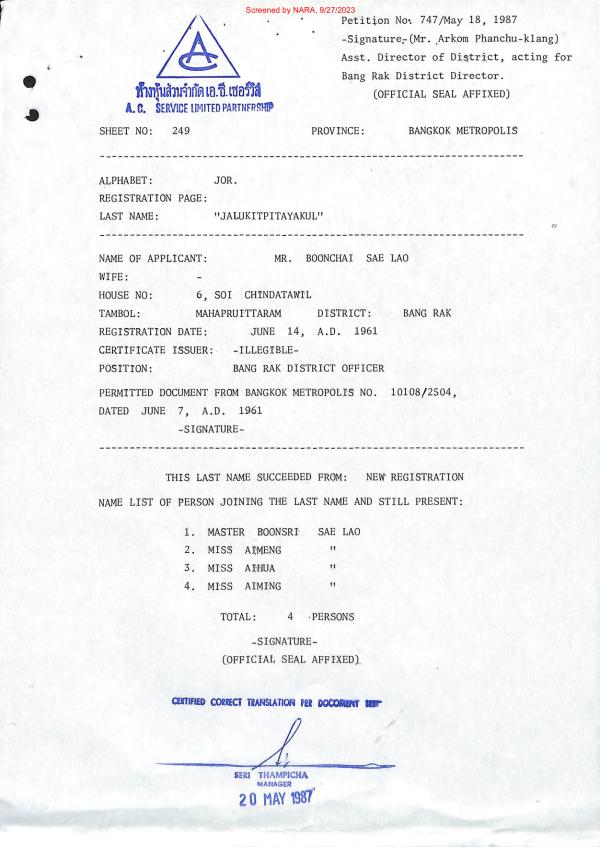 Screened by NARA, 9/27/2023
Petition No. 747/May 18, 1987
-Signature-(Mr. Arkom Phanchu-klang)
Asst. Director of District, acting for
Bang Rak District Director.
(OFFICIAL SEAL AFFIXED)
AC
ห้างหุ้นส่วนจำกัด เอ.ซี.เซอร์วิส
A.C. SERVICE LIMITED PARTNERSHIP
SHEET NO: 249 PROVINCE: BANGKOK METROPOLIS
ALPHABET: JOR.
REGISTRATION PAGE:
LAST NAME: "JALUKITPITAYAKUL"
NAME OF APPLICANT: MR. BOONCHAI SAE LAO
WIFE: -
HOUSE NO: 6, SOI CHINDATAWIL
TAMBOL: MAHAPRUITTARAM DISTRICT: BANG RAK
REGISTRATION DATE: JUNE 14, A.D. 1961
CERTIFICATE ISSUER: -ILLEGIBLE-
POSITION: BANG RAK DISTRICT OFFICER
PERMITTED DOCUMENT FROM BANGKOK METROPOLIS NO. 10108/2504,
DATED JUNE 7, A.D. 1961
-SIGNATURE-
THIS LAST NAME SUCCEEDED FROM: NEW REGISTRATION
NAME LIST OF PERSON JOINING THE LAST NAME AND STILL PRESENT:
1. MASTER BOONSRI SAE LAO
2. MISS AIMENG "
3. MISS AIHUA "
4. MISS AIMING "
TOTAL: 4 PERSONS
-SIGNATURE-
(OFFICIAL SEAL AFFIXED)
CERTIFIED CORRECT TRANSLATION PER DOCUMENT
SERI THAMPICHA
MANAGER
20 MAY 1987